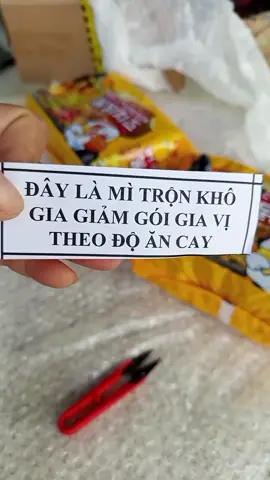 ĐÂY LÀ MÌ TRỘN KHÔ
GIA GIẢM GÓI GIA VỊ
THEO ĐỘ ĂN CAY